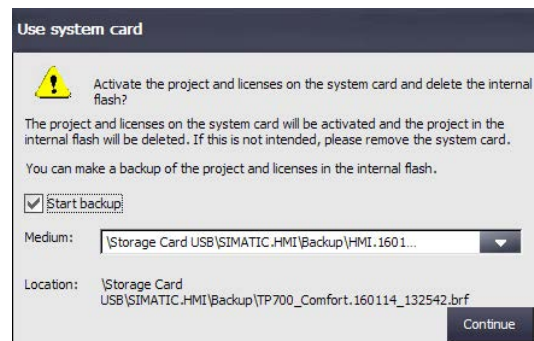 Use system card
Activate the project and licenses on the system card and delete the internal
flash?
The project and licenses on the system card will be activated and the project in the
internal flash will be deleted. If this is not intended, please remove the system card.
You can make a backup of the project and licenses in the internal flash.
Start backup
Medium:
\Storage Card USB\SIMATIC.HMI\Backup\HMI.1601...
Location:
\Storage Card
USB\SIMATIC.HMI\Backup\TP700_Comfort.160114_132542.brf
Continue